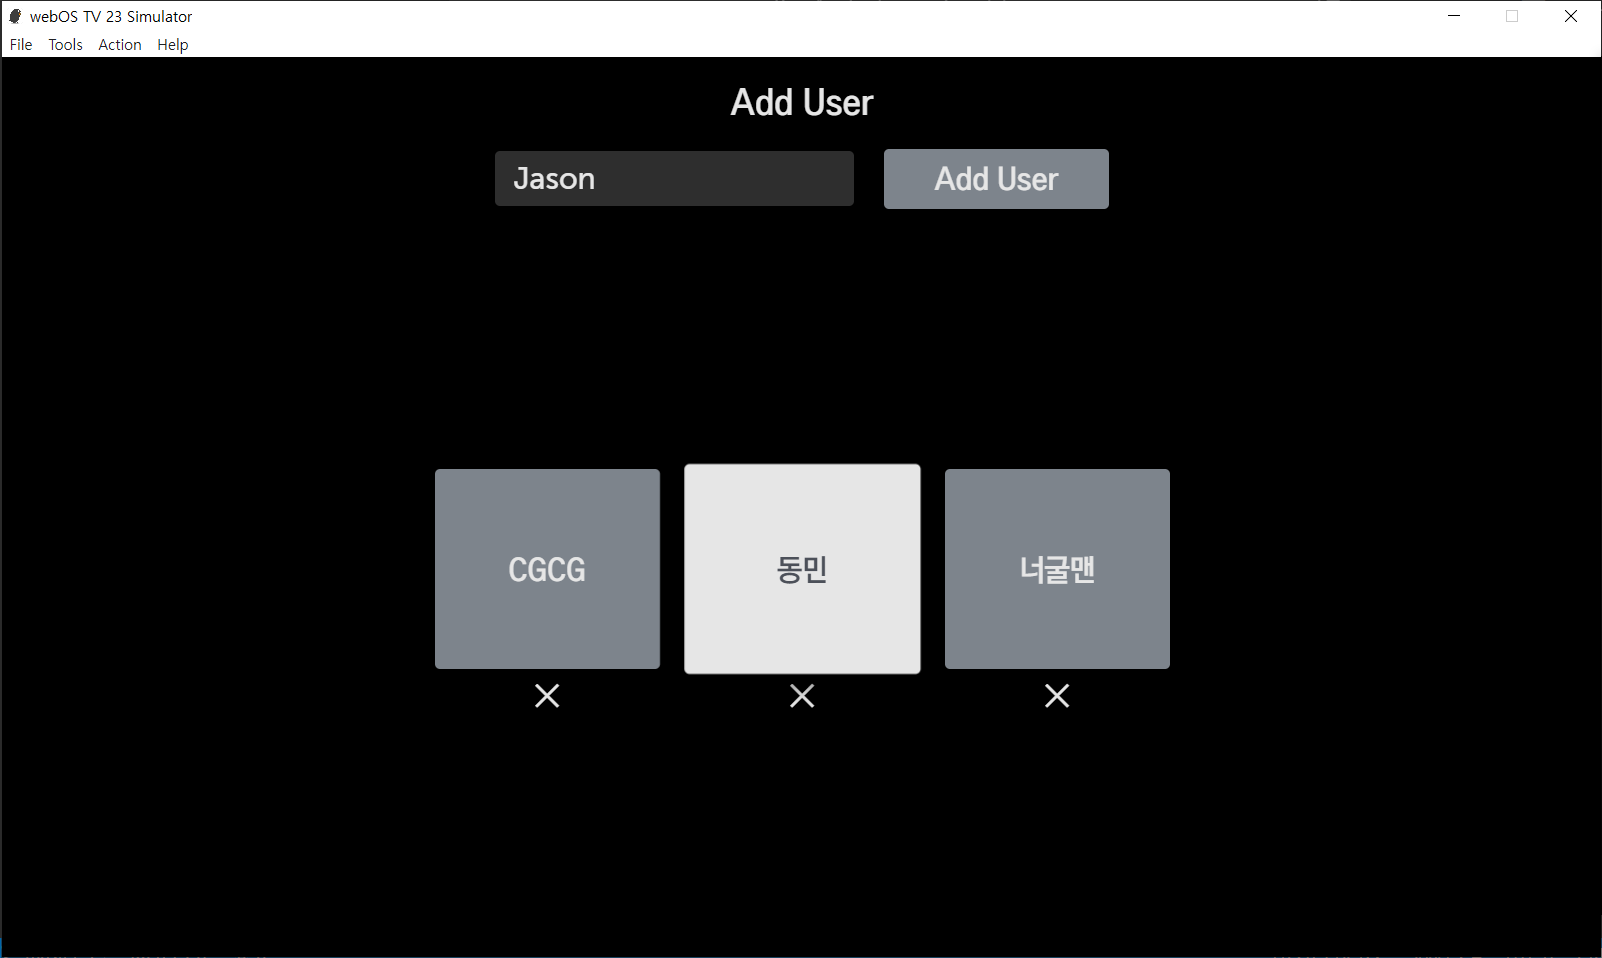 webOS TV 23 Simulator
File Tools Action Help
Add User
Jason Add User
CGCG 동민 너굴맨